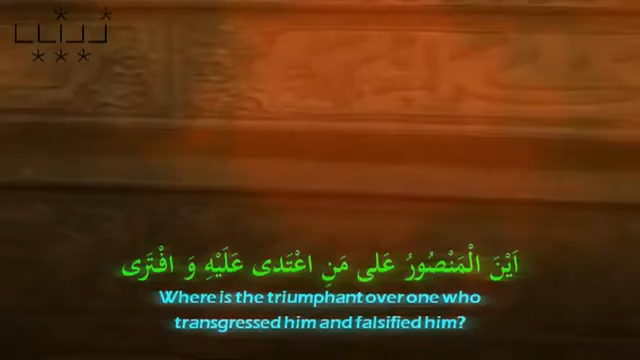 اَيْنَ الْمَنْصُورُ عَلى مَنِ اعْتَدى عَلَيْهِ وَ افْتَرى
Where is the triumphant over one who
transgressed him and falsified him?